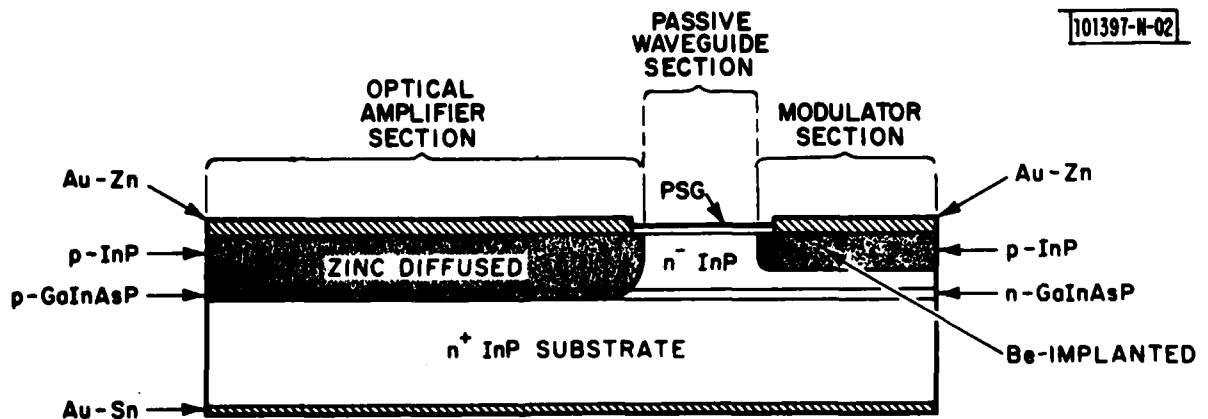 101397-N-02
PASSIVE
WAVEGUIDE
SECTION
OPTICAL
AMPLIFIER
SECTION
MODULATOR
SECTION
Au-Zn
PSG
Au-Zn
p-InP
ZINC DIFFUSED
n⁻ InP
p-InP
p-GaInAsP
n-GaInAsP
n⁺ InP SUBSTRATE
Be-IMPLANTED
Au-Sn